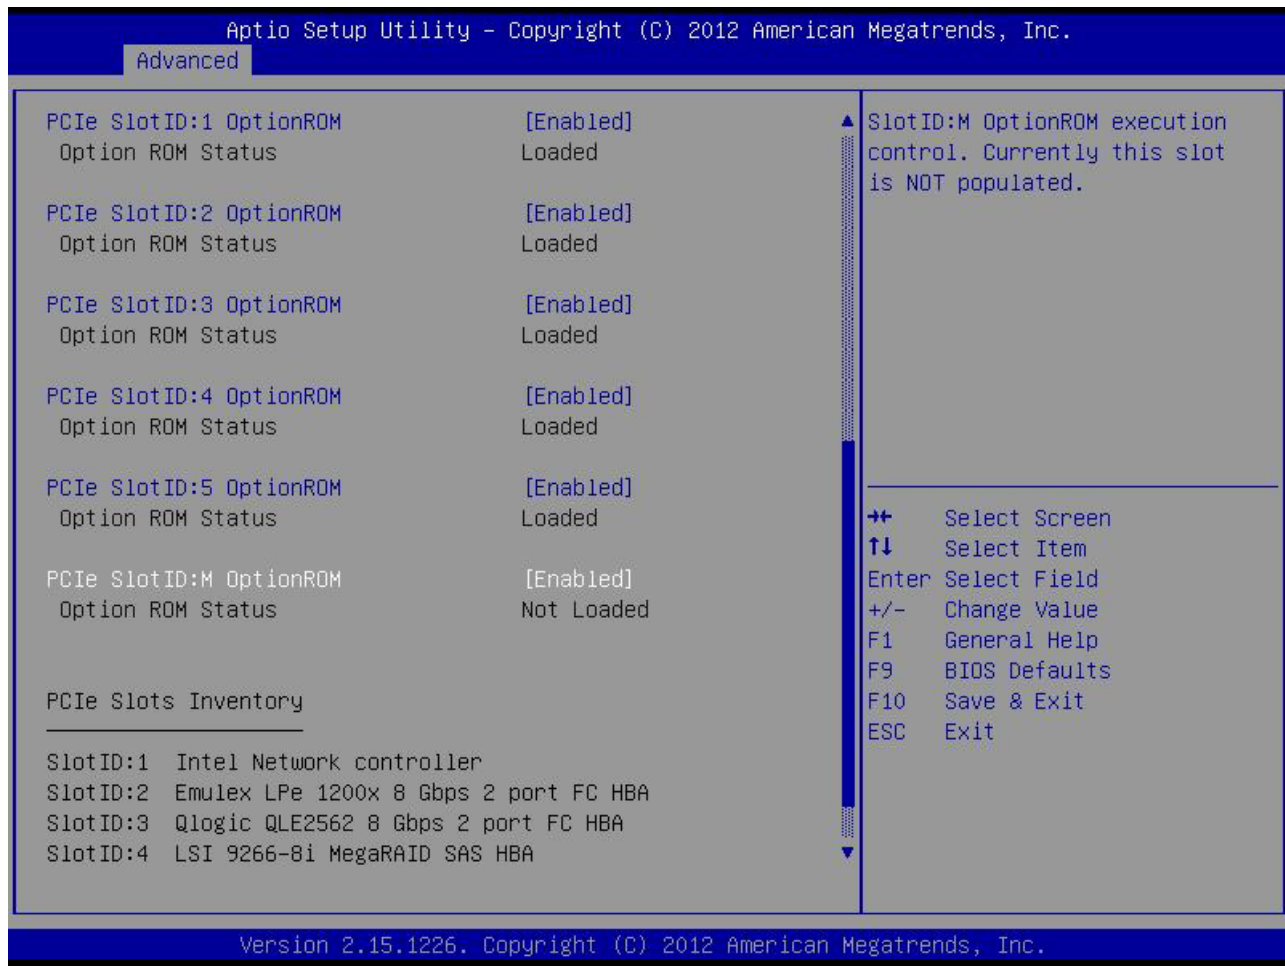 Aptio Setup Utility – Copyright (C) 2012 American Megatrends, Inc.
Advanced
PCIe SlotID:1 OptionROM [Enabled]
Option ROM Status Loaded
PCIe SlotID:2 OptionROM [Enabled]
Option ROM Status Loaded
PCIe SlotID:3 OptionROM [Enabled]
Option ROM Status Loaded
PCIe SlotID:4 OptionROM [Enabled]
Option ROM Status Loaded
PCIe SlotID:5 OptionROM [Enabled]
Option ROM Status Loaded
PCIe SlotID:M OptionROM [Enabled]
Option ROM Status Not Loaded
PCIe Slots Inventory
SlotID:1 Intel Network controller
SlotID:2 Emulex LPe 1200x 8 Gbps 2 port FC HBA
SlotID:3 Qlogic QLE2562 8 Gbps 2 port FC HBA
SlotID:4 LSI 9266-8i MegaRAID SAS HBA
SlotID:M OptionROM execution
control. Currently this slot
is NOT populated.
→← Select Screen
↑↓ Select Item
Enter Select Field
+/- Change Value
F1 General Help
F9 BIOS Defaults
F10 Save & Exit
ESC Exit
Version 2.15.1226. Copyright (C) 2012 American Megatrends, Inc.